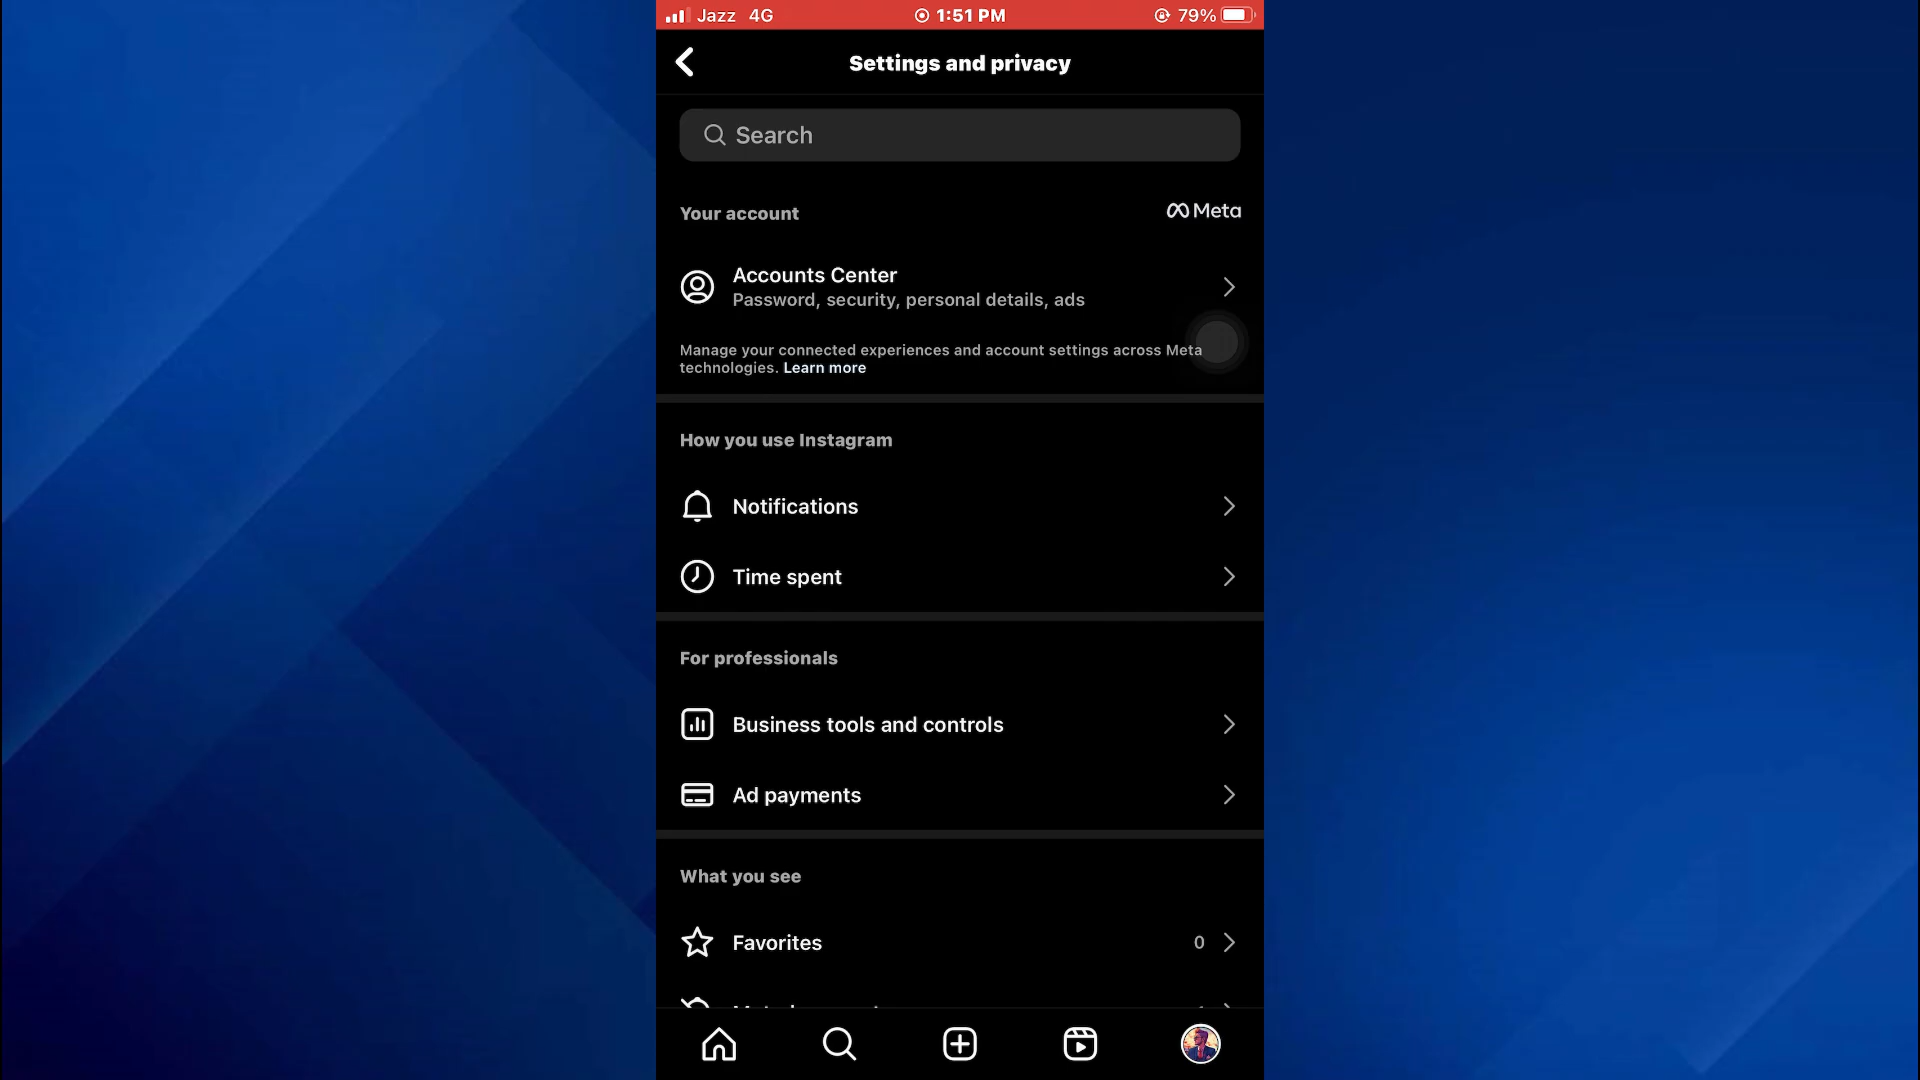 Jazz 4G 1:51 PM 79%
Settings and privacy
Search
Your account Meta
Accounts Center
Password, security, personal details, ads
Manage your connected experiences and account settings across Meta
technologies. Learn more
How you use Instagram
Notifications
Time spent
For professionals
Business tools and controls
Ad payments
What you see
Favorites 0